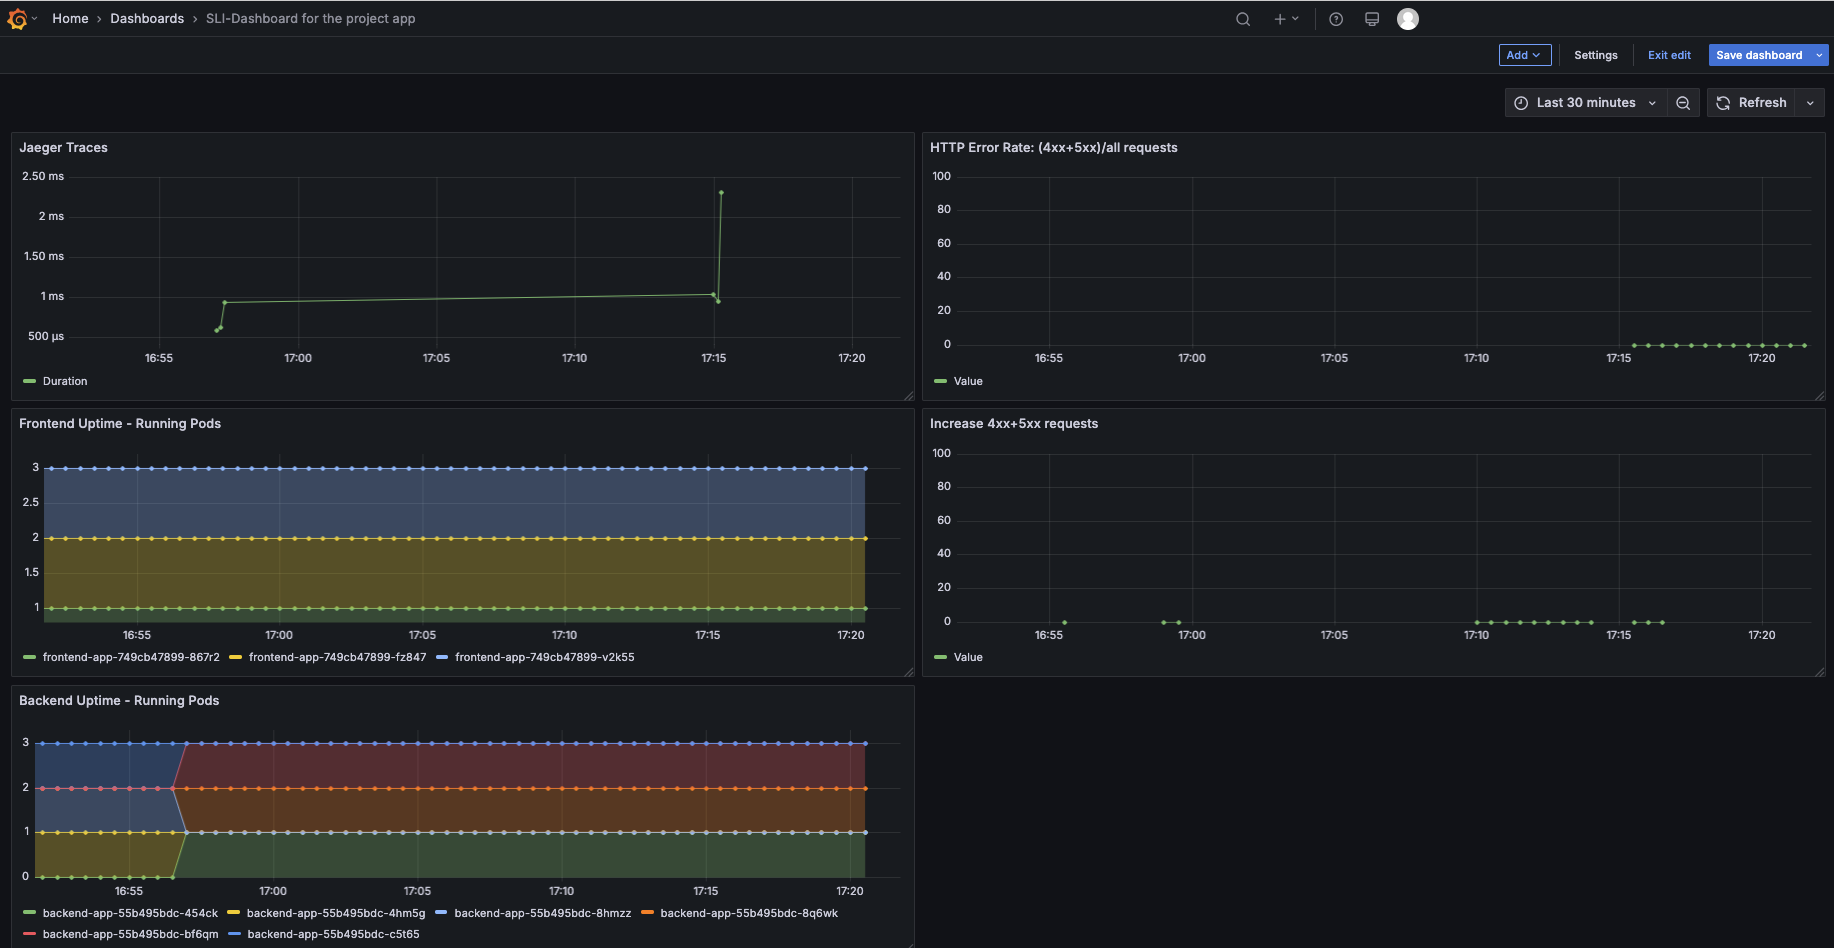 Home › Dashboards › SLI-Dashboard for the project app
Add
Settings
Exit edit
Save dashboard
Last 30 minutes
Refresh
Jaeger Traces
2.50 ms
2 ms
1.50 ms
1 ms
500 µs
16:55 17:00 17:05 17:10 17:15 17:20
Duration
HTTP Error Rate: (4xx+5xx)/all requests
100
80
60
40
20
0
16:55 17:00 17:05 17:10 17:15 17:20
Value
Frontend Uptime - Running Pods
3
2.5
2
1.5
1
16:55 17:00 17:05 17:10 17:15 17:20
frontend-app-749cb47899-867r2 frontend-app-749cb47899-fz847 frontend-app-749cb47899-v2k55
Increase 4xx+5xx requests
100
80
60
40
20
0
16:55 17:00 17:05 17:10 17:15 17:20
Value
Backend Uptime - Running Pods
3
2
1
0
16:55 17:00 17:05 17:10 17:15 17:20
backend-app-55b495bdc-454ck backend-app-55b495bdc-4hm5g backend-app-55b495bdc-8hmzz backend-app-55b495bdc-8q6wk
backend-app-55b495bdc-bf6qm backend-app-55b495bdc-c5t65